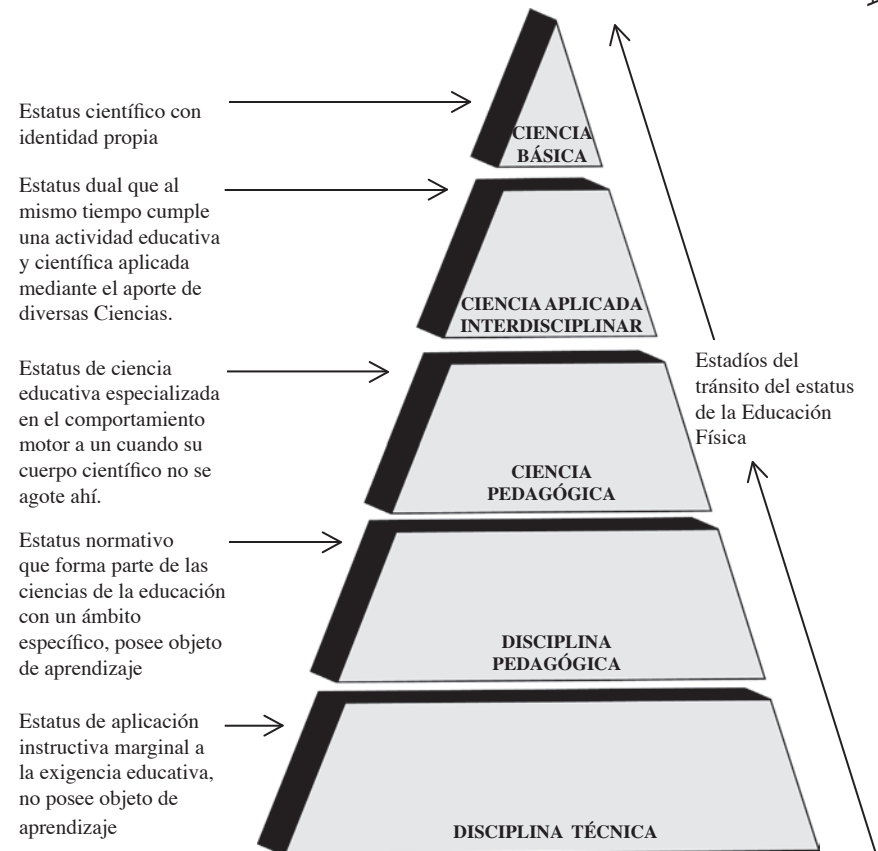 Estatus científico con
identidad propia
CIENCIA
BÁSICA
Estatus dual que al
mismo tiempo cumple
una actividad educativa
y científica aplicada
mediante el aporte de
diversas Ciencias.
CIENCIA APLICADA
INTERDISCIPLINAR
Estadíos del
tránsito del estatus
de la Educación
Física
Estatus de ciencia
educativa especializada
en el comportamiento
motor a un cuando su
cuerpo científico no se
agote ahí.
CIENCIA
PEDAGÓGICA
Estatus normativo
que forma parte de las
ciencias de la educación
con un ámbito
específico, posee objeto
de aprendizaje
DISCIPLINA
PEDAGÓGICA
Estatus de aplicación
instructiva marginal a
la exigencia educativa,
no posee objeto de
aprendizaje
DISCIPLINA TÉCNICA